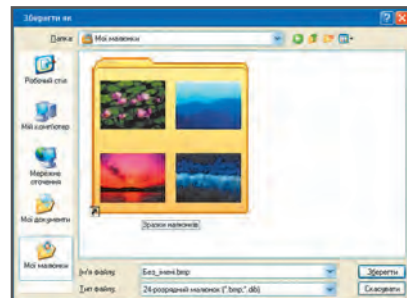 Зберегти як
Папка:
Мої малюнки
Робочий стіл
Мій комп'ютер
Мережне
оточення
Мої документи
Мої малюнки
Зразки малюнків
Ім'я файлу:
Без_імені.bmp
Зберегти
Тип файлу:
24-розрядний малюнок (*.bmp;*.dib)
Скасувати